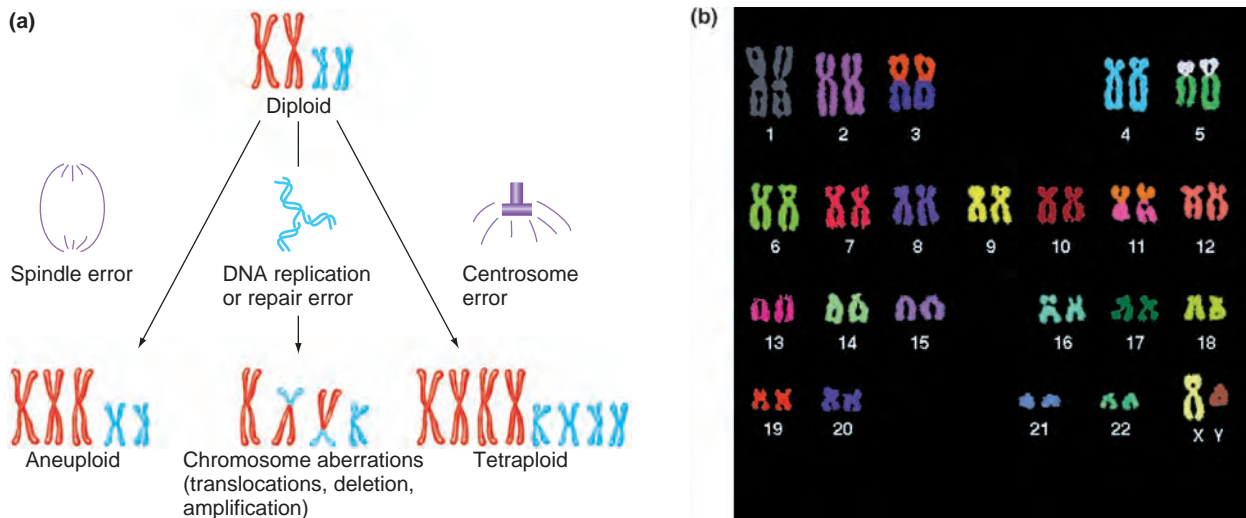 (a)
Diploid
Spindle error
DNA replication
or repair error
Centrosome
error
Aneuploid
Chromosome aberrations
(translocations, deletion,
amplification)
Tetraploid
(b)
1 2 3 4 5
6 7 8 9 10 11 12
13 14 15 16 17 18
19 20 21 22 X Y